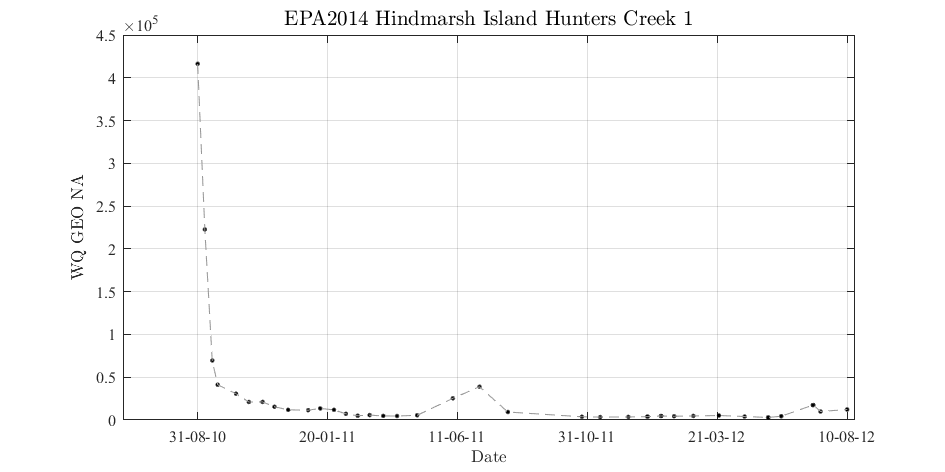 EPA2014 Hindmarsh Island Hunters Creek 1
×10⁵
4.5
4
3.5
3
2.5
2
1.5
1
0.5
0
WQ GEO NA
31-08-10 20-01-11 11-06-11 31-10-11 21-03-12 10-08-12
Date